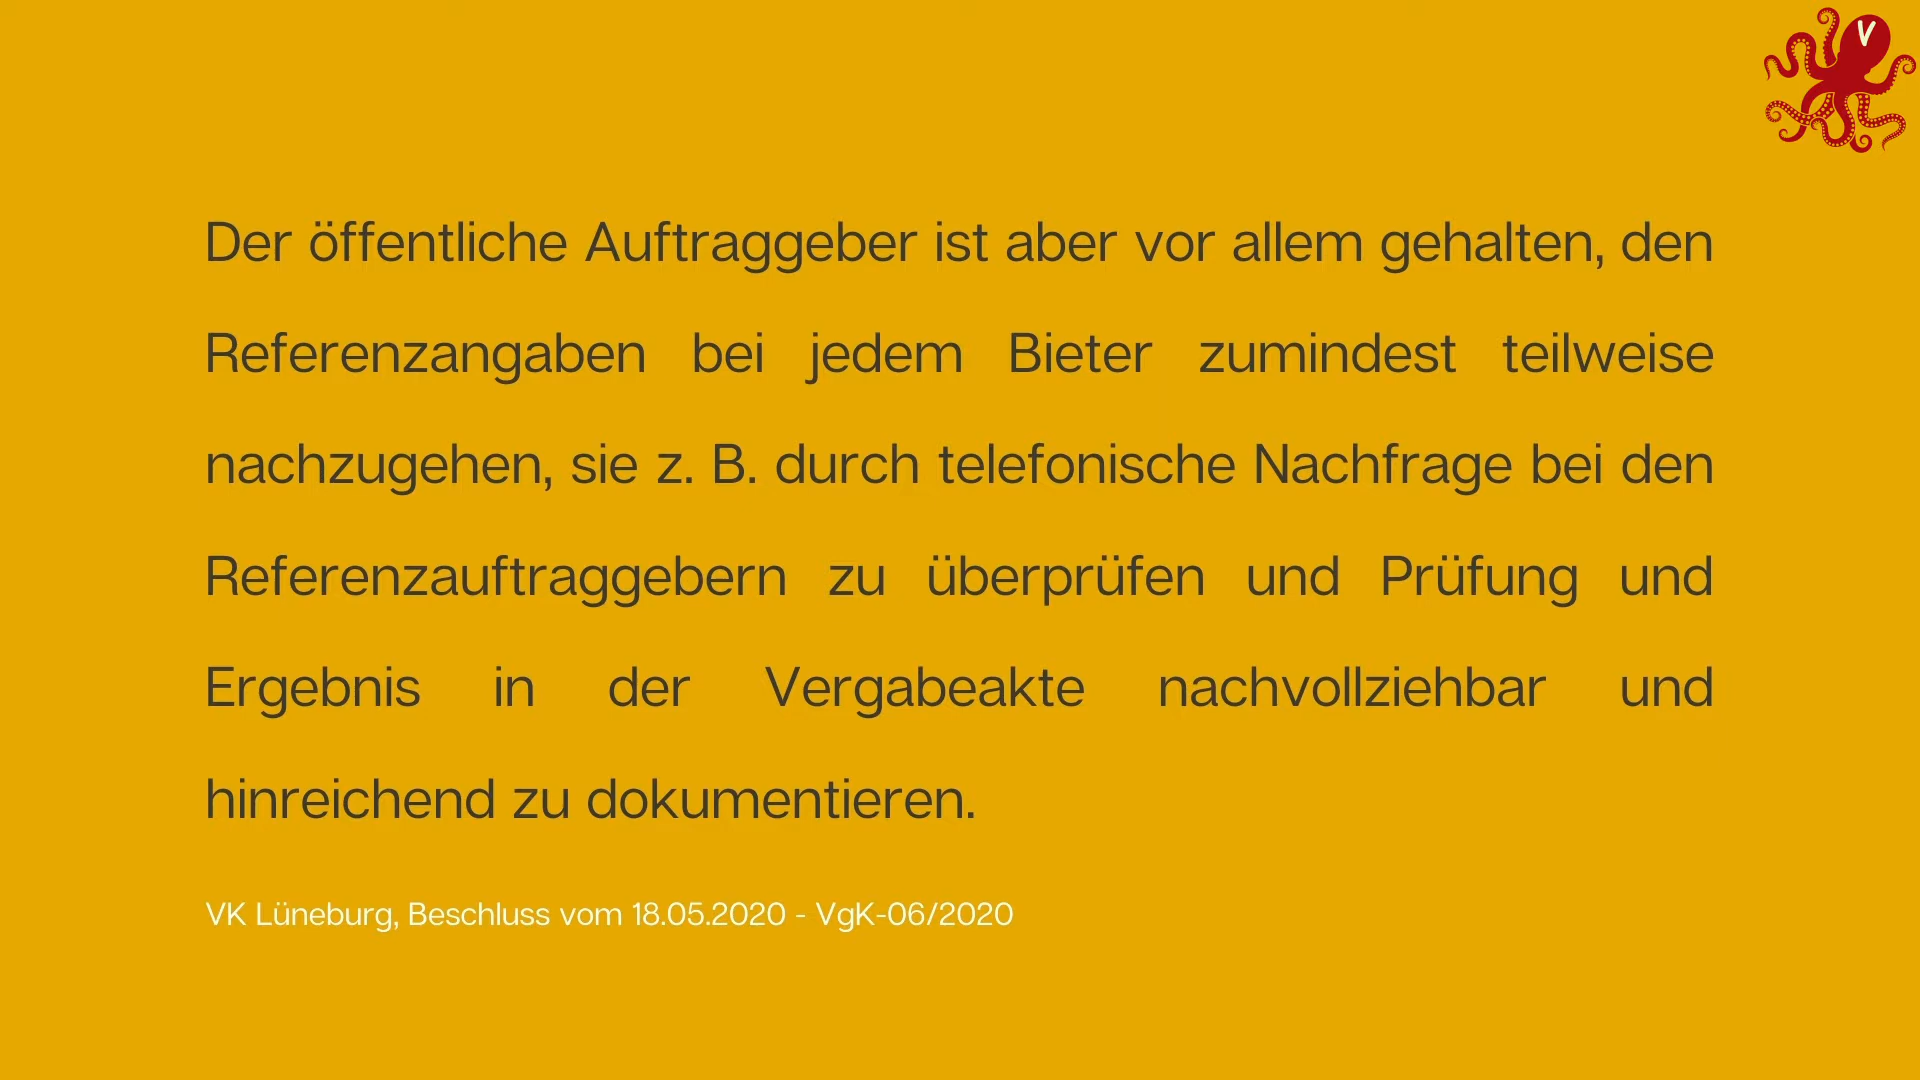 V
Der öffentliche Auftraggeber ist aber vor allem gehalten, den
Referenzangaben bei jedem Bieter zumindest teilweise
nachzugehen, sie z. B. durch telefonische Nachfrage bei den
Referenzauftraggebern zu überprüfen und Prüfung und
Ergebnis in der Vergabeakte nachvollziehbar und
hinreichend zu dokumentieren.
VK Lüneburg, Beschluss vom 18.05.2020 - VgK-06/2020